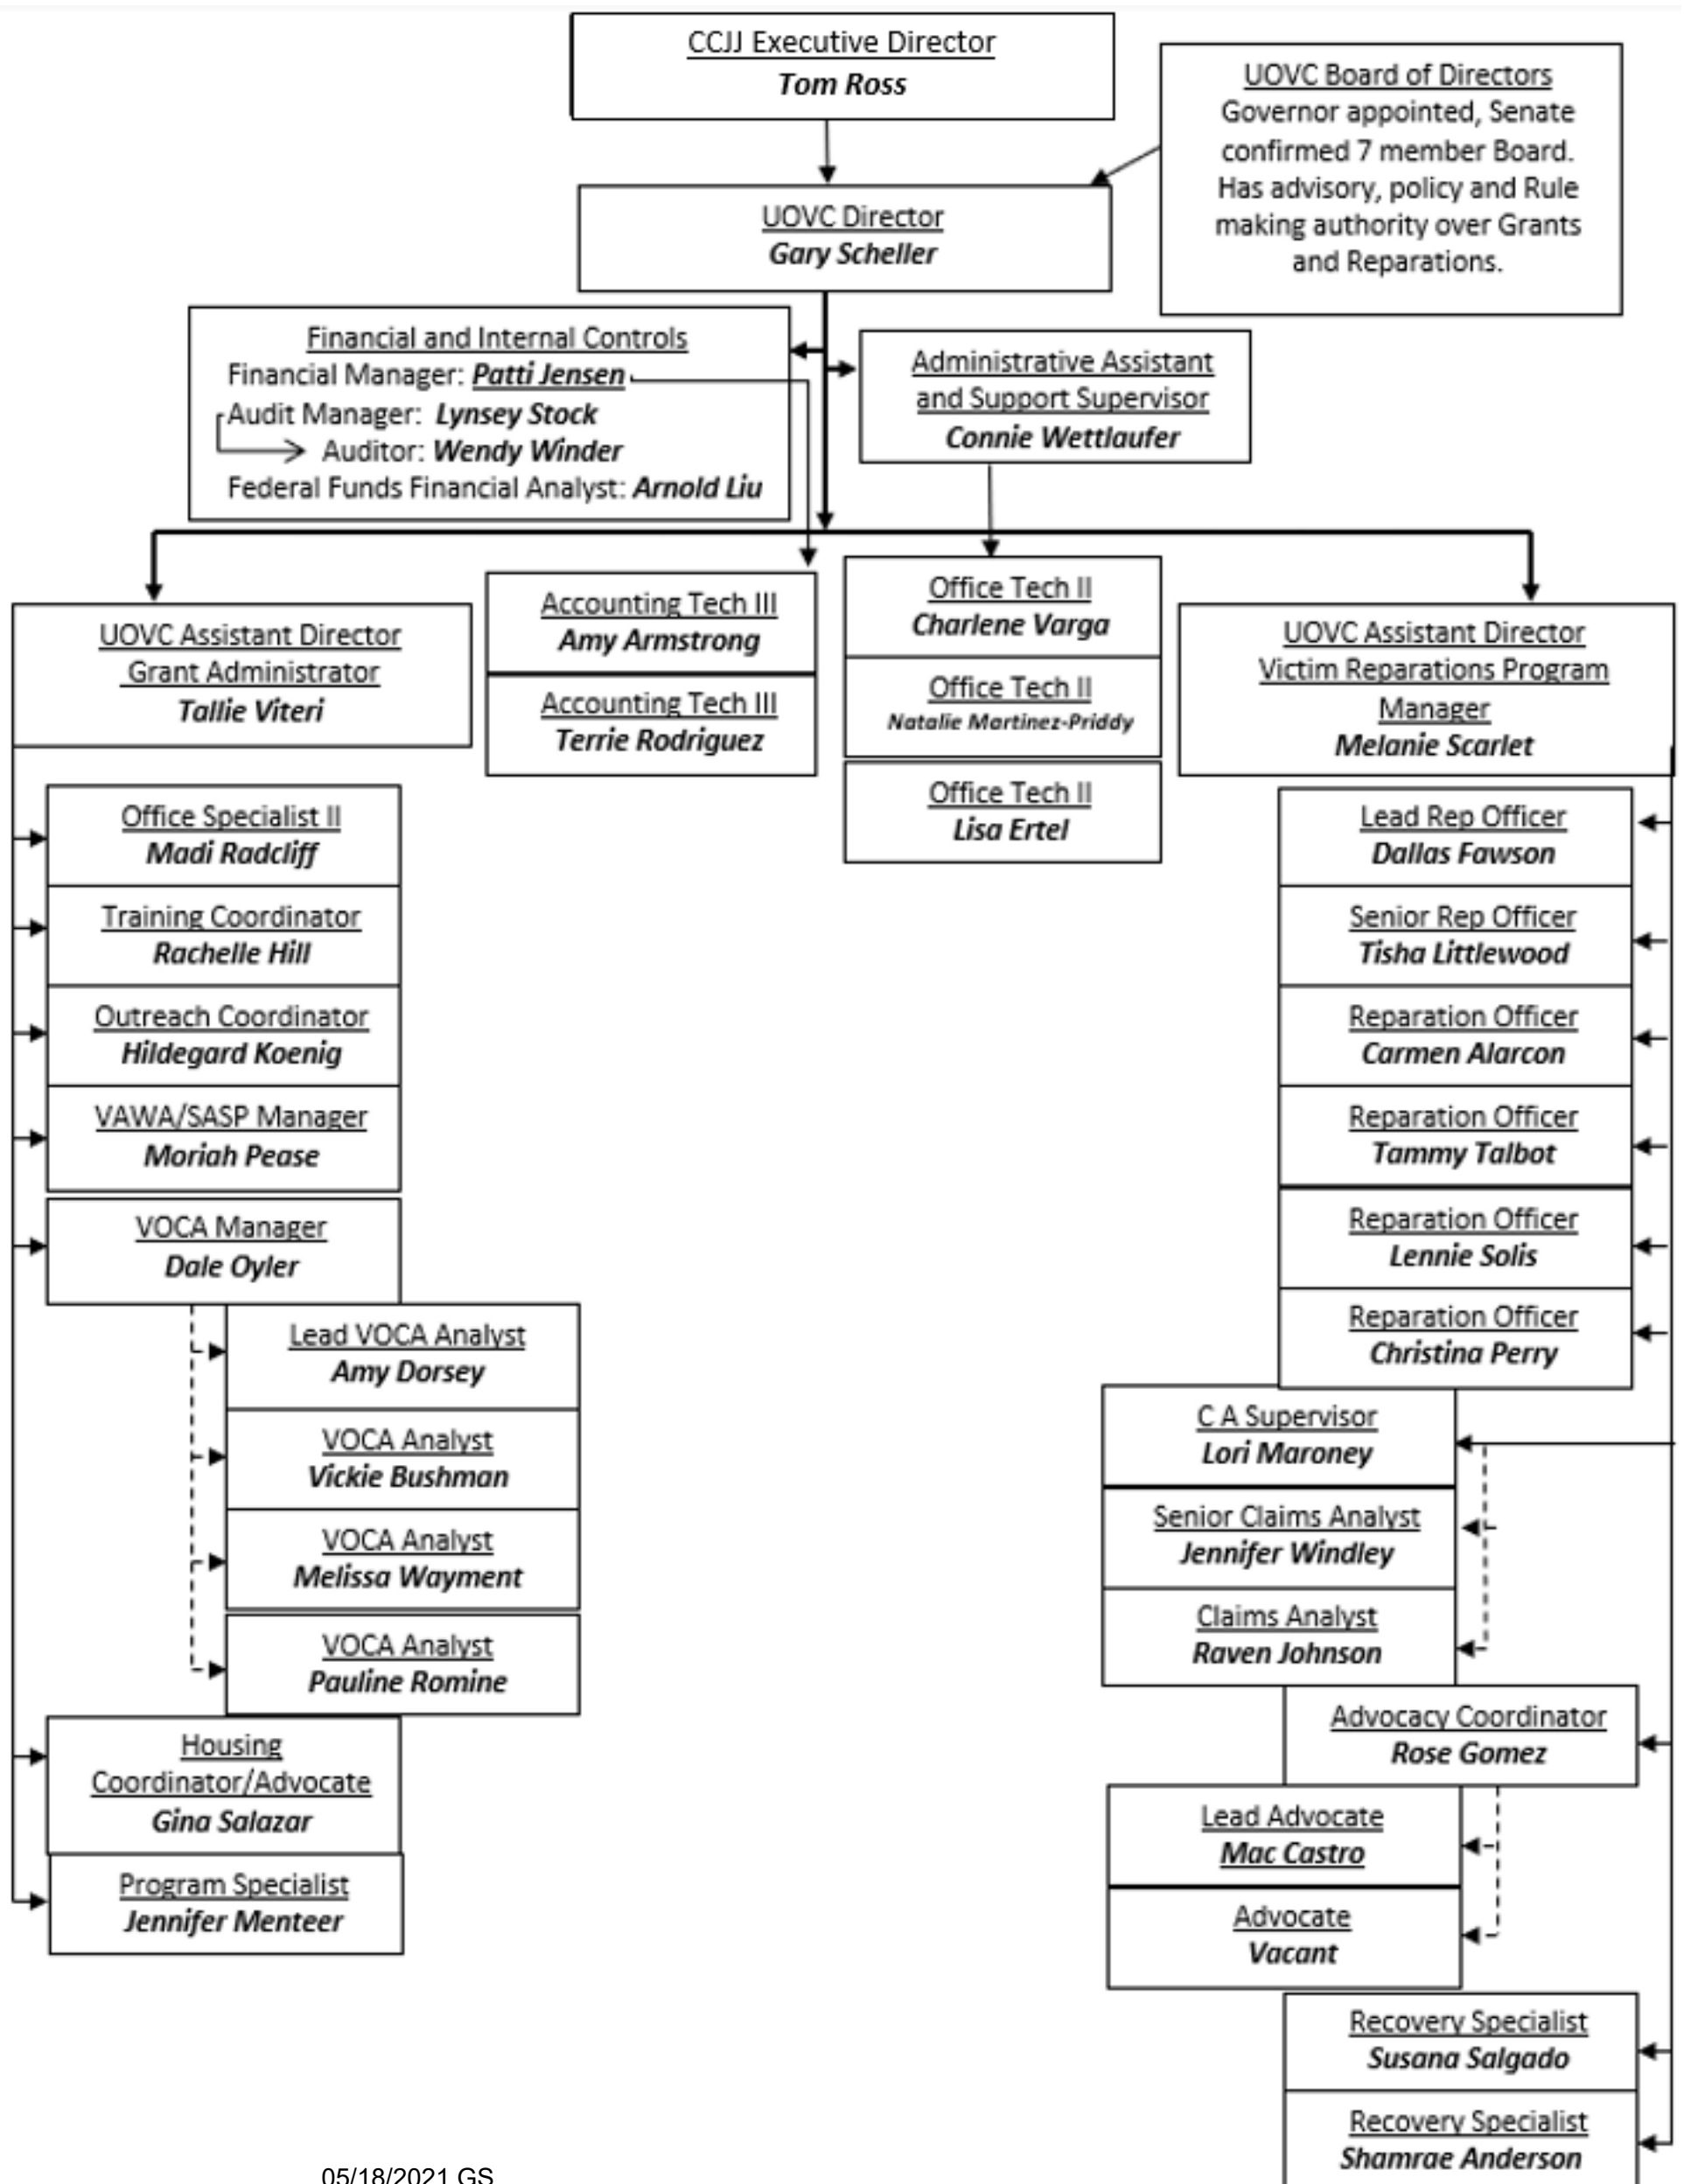 CCJJ Executive Director
Tom Ross
UOVC Board of Directors
Governor appointed, Senate
confirmed 7 member Board.
Has advisory, policy and Rule
making authority over Grants
and Reparations.
UOVC Director
Gary Scheller
Financial and Internal Controls
Financial Manager: Patti Jensen
Audit Manager: Lynsey Stock
Auditor: Wendy Winder
Federal Funds Financial Analyst: Arnold Liu
Administrative Assistant
and Support Supervisor
Connie Wettlaufer
UOVC Assistant Director
Grant Administrator
Tallie Viteri
Accounting Tech III
Amy Armstrong
Accounting Tech III
Terrie Rodriguez
Office Tech II
Charlene Varga
Office Tech II
Natalie Martinez-Priddy
Office Tech II
Lisa Ertel
UOVC Assistant Director
Victim Reparations Program
Manager
Melanie Scarlet
Office Specialist II
Madi Radcliff
Training Coordinator
Rachelle Hill
Outreach Coordinator
Hildegard Koenig
VAWA/SASP Manager
Moriah Pease
VOCA Manager
Dale Oyler
Lead VOCA Analyst
Amy Dorsey
VOCA Analyst
Vickie Bushman
VOCA Analyst
Melissa Wayment
VOCA Analyst
Pauline Romine
Housing
Coordinator/Advocate
Gina Salazar
Program Specialist
Jennifer Menteer
Lead Rep Officer
Dallas Fawson
Senior Rep Officer
Tisha Littlewood
Reparation Officer
Carmen Alarcon
Reparation Officer
Tammy Talbot
Reparation Officer
Lennie Solis
Reparation Officer
Christina Perry
C A Supervisor
Lori Maroney
Senior Claims Analyst
Jennifer Windley
Claims Analyst
Raven Johnson
Advocacy Coordinator
Rose Gomez
Lead Advocate
Mac Castro
Advocate
Vacant
Recovery Specialist
Susana Salgado
Recovery Specialist
Shamrae Anderson
05/18/2021 GS